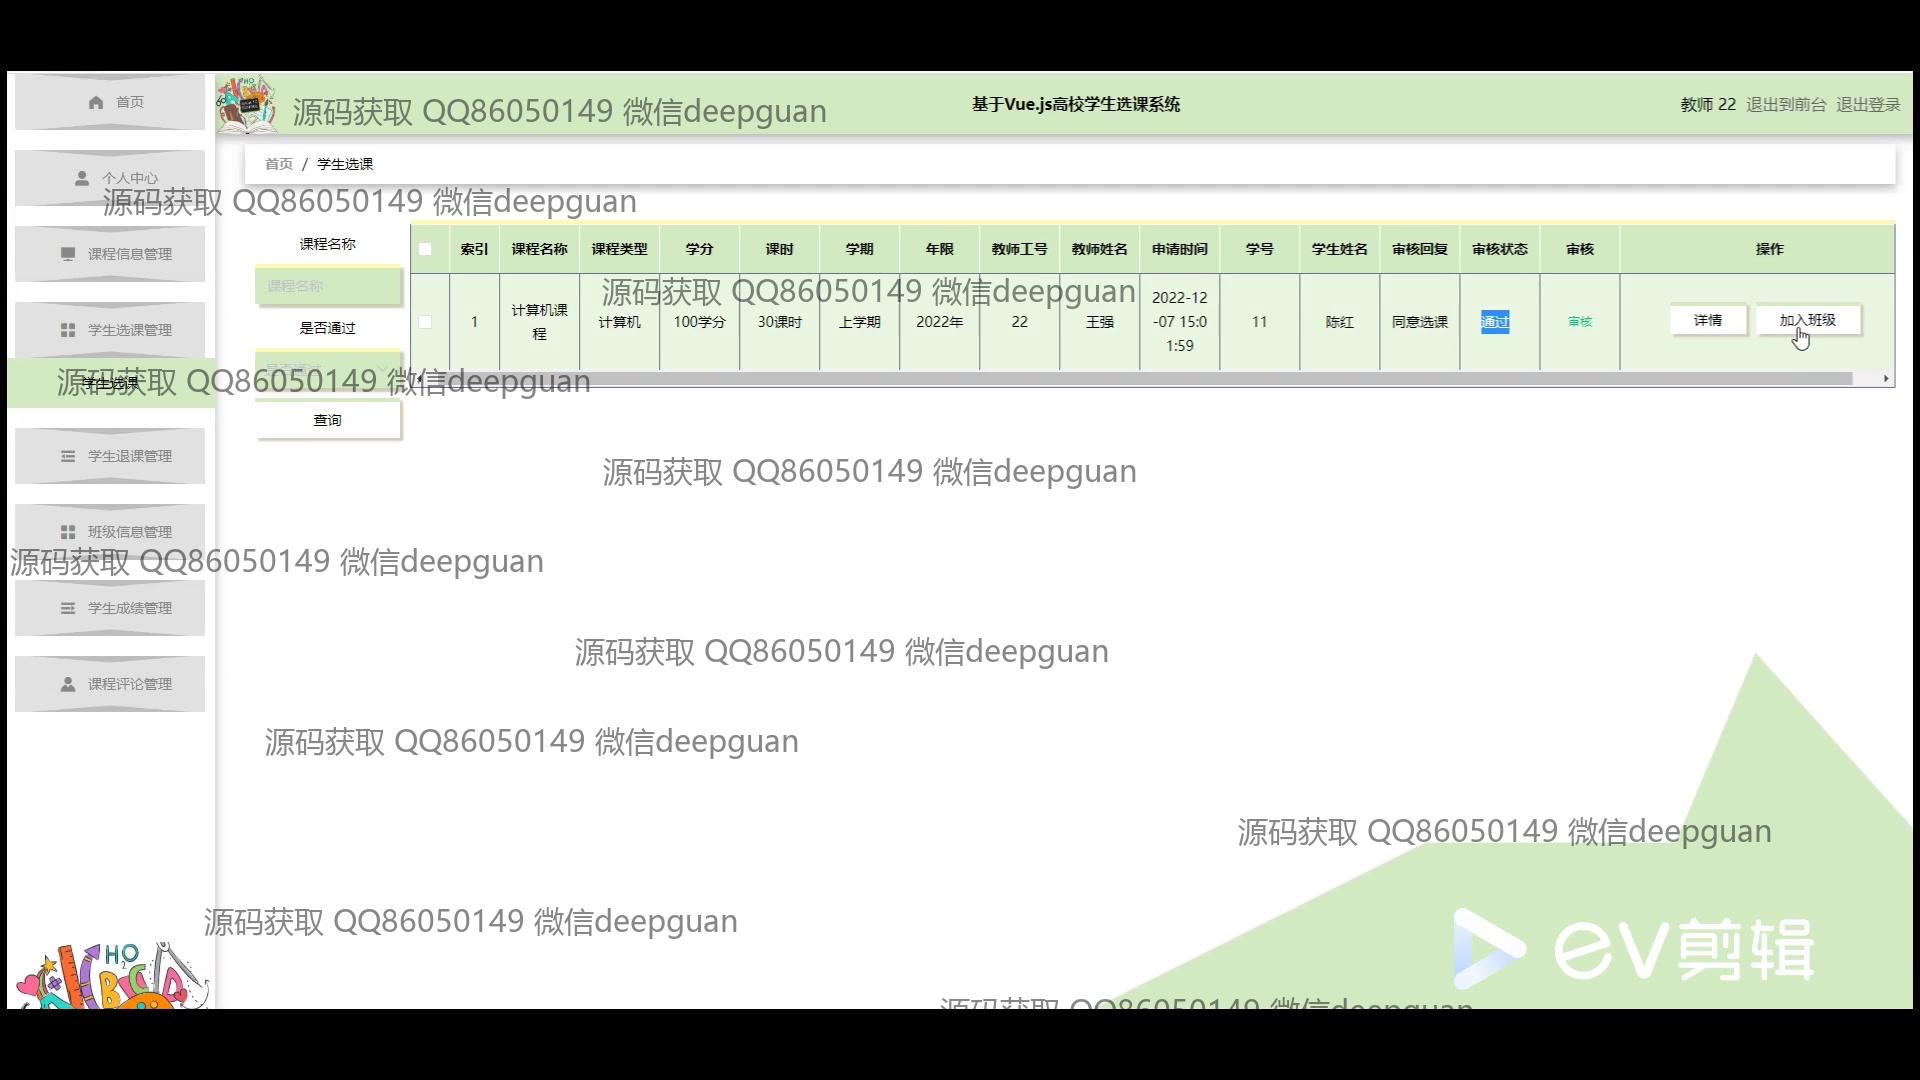 首页
基于Vue.js高校学生选课系统
教师 22 退出到前台 退出登录
源码获取 QQ86050149 微信deepguan
首页 / 学生选课
个人中心
源码获取 QQ86050149 微信deepguan
课程信息管理
学生选课管理
学生选课
学生退课管理
班级信息管理
学生成绩管理
课程评论管理
课程名称
课程名称
是否通过
是否通过
查询
索引 课程名称 课程类型 学分 课时 学期 年限 教师工号 教师姓名 申请时间 学号 学生姓名 审核回复 审核状态 审核 操作
1 计算机课程 计算机 100学分 30课时 上学期 2022年 22 王强 2022-12-07 15:01:59 11 陈红 同意选课 通过 审核 详情 加入班级
源码获取 QQ86050149 微信deepguan
源码获取 QQ86050149 微信deepguan
源码获取 QQ86050149 微信deepguan
源码获取 QQ86050149 微信deepguan
源码获取 QQ86050149 微信deepguan
源码获取 QQ86050149 微信deepguan
源码获取 QQ86050149 微信deepguan
源码获取 QQ86050149 微信deepguan
EV剪辑
源码获取 QQ86050149 微信deepguan